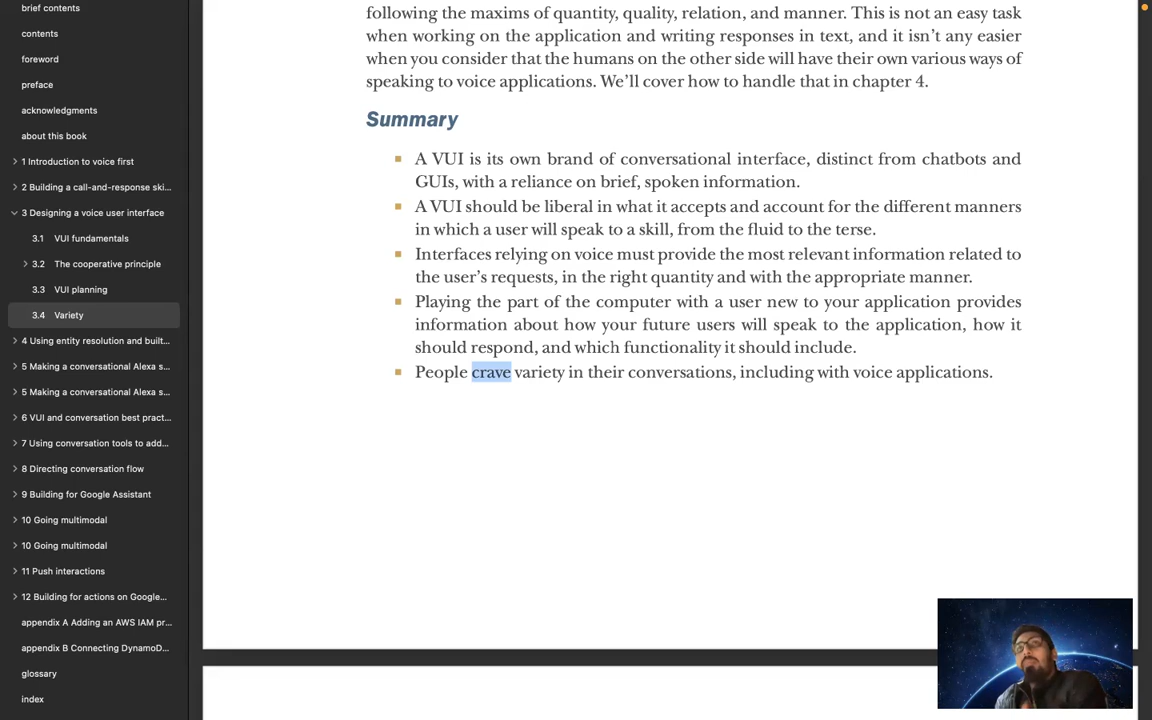 brief contents
contents
foreword
preface
acknowledgments
about this book
1 Introduction to voice first
2 Building a call-and-response ski...
3 Designing a voice user interface
3.1 VUI fundamentals
3.2 The cooperative principle
3.3 VUI planning
3.4 Variety
4 Using entity resolution and built...
5 Making a conversational Alexa s...
5 Making a conversational Alexa s...
6 VUI and conversation best pract...
7 Using conversation tools to add...
8 Directing conversation flow
9 Building for Google Assistant
10 Going multimodal
10 Going multimodal
11 Push interactions
12 Building for actions on Google...
appendix A Adding an AWS IAM pr...
appendix B Connecting DynamoD...
glossary
index
following the maxims of quantity, quality, relation, and manner. This is not an easy task
when working on the application and writing responses in text, and it isn't any easier
when you consider that the humans on the other side will have their own various ways of
speaking to voice applications. We'll cover how to handle that in chapter 4.
Summary
A VUI is its own brand of conversational interface, distinct from chatbots and
GUIs, with a reliance on brief, spoken information.
A VUI should be liberal in what it accepts and account for the different manners
in which a user will speak to a skill, from the fluid to the terse.
Interfaces relying on voice must provide the most relevant information related to
the user's requests, in the right quantity and with the appropriate manner.
Playing the part of the computer with a user new to your application provides
information about how your future users will speak to the application, how it
should respond, and which functionality it should include.
People crave variety in their conversations, including with voice applications.